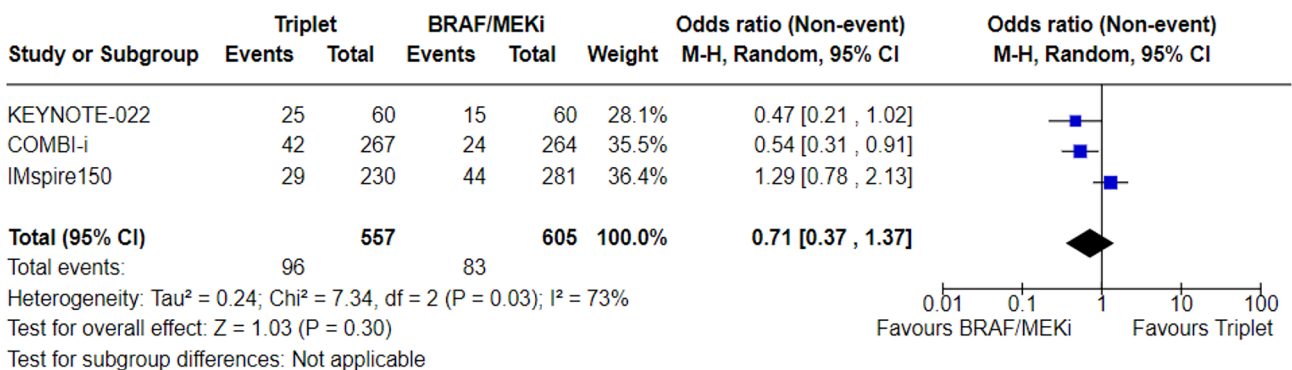 Triplet BRAF/MEKi Odds ratio (Non-event) Odds ratio (Non-event)
Study or Subgroup Events Total Events Total Weight M-H, Random, 95% CI M-H, Random, 95% CI
KEYNOTE-022 25 60 15 60 28.1% 0.47 [0.21 , 1.02]
COMBI-i 42 267 24 264 35.5% 0.54 [0.31 , 0.91]
IMspire150 29 230 44 281 36.4% 1.29 [0.78 , 2.13]
Total (95% CI) 557 605 100.0% 0.71 [0.37 , 1.37]
Total events: 96 83
Heterogeneity: Tau² = 0.24; Chi² = 7.34, df = 2 (P = 0.03); I² = 73%
0.01 0.1 1 10 100
Test for overall effect: Z = 1.03 (P = 0.30) Favours BRAF/MEKi Favours Triplet
Test for subgroup differences: Not applicable